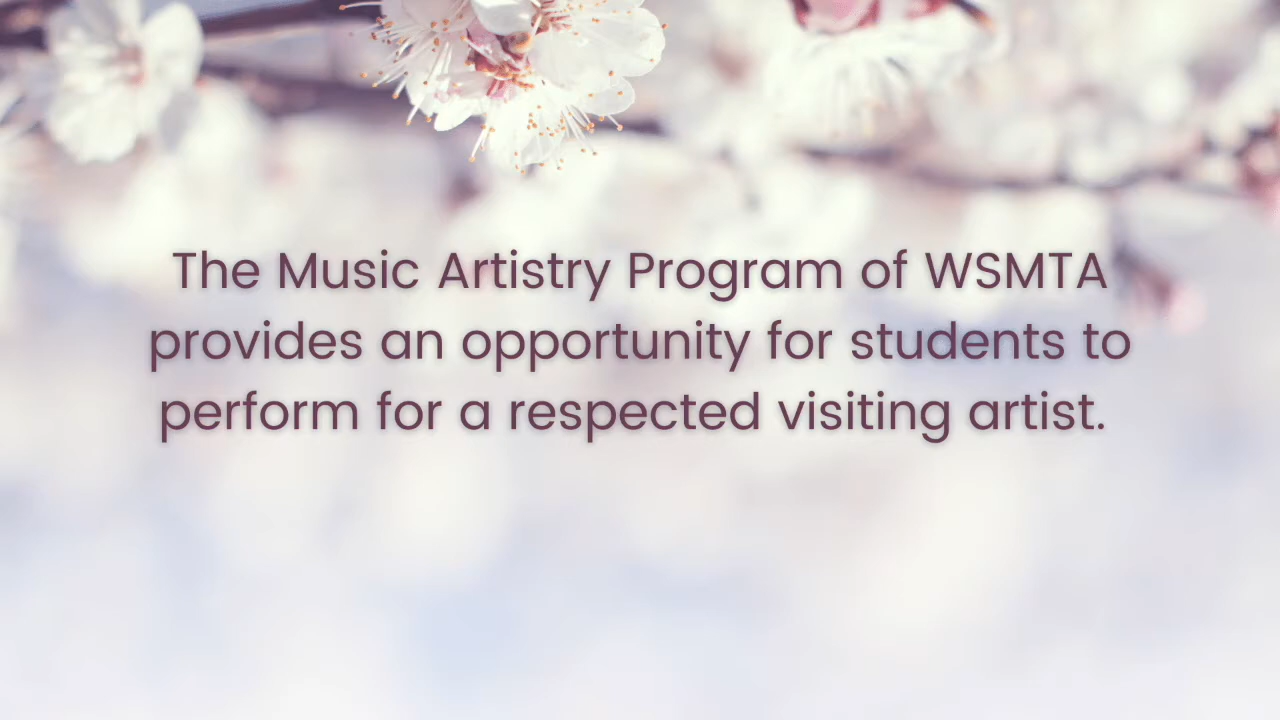 The Music Artistry Program of WSMTA
provides an opportunity for students to
perform for a respected visiting artist.